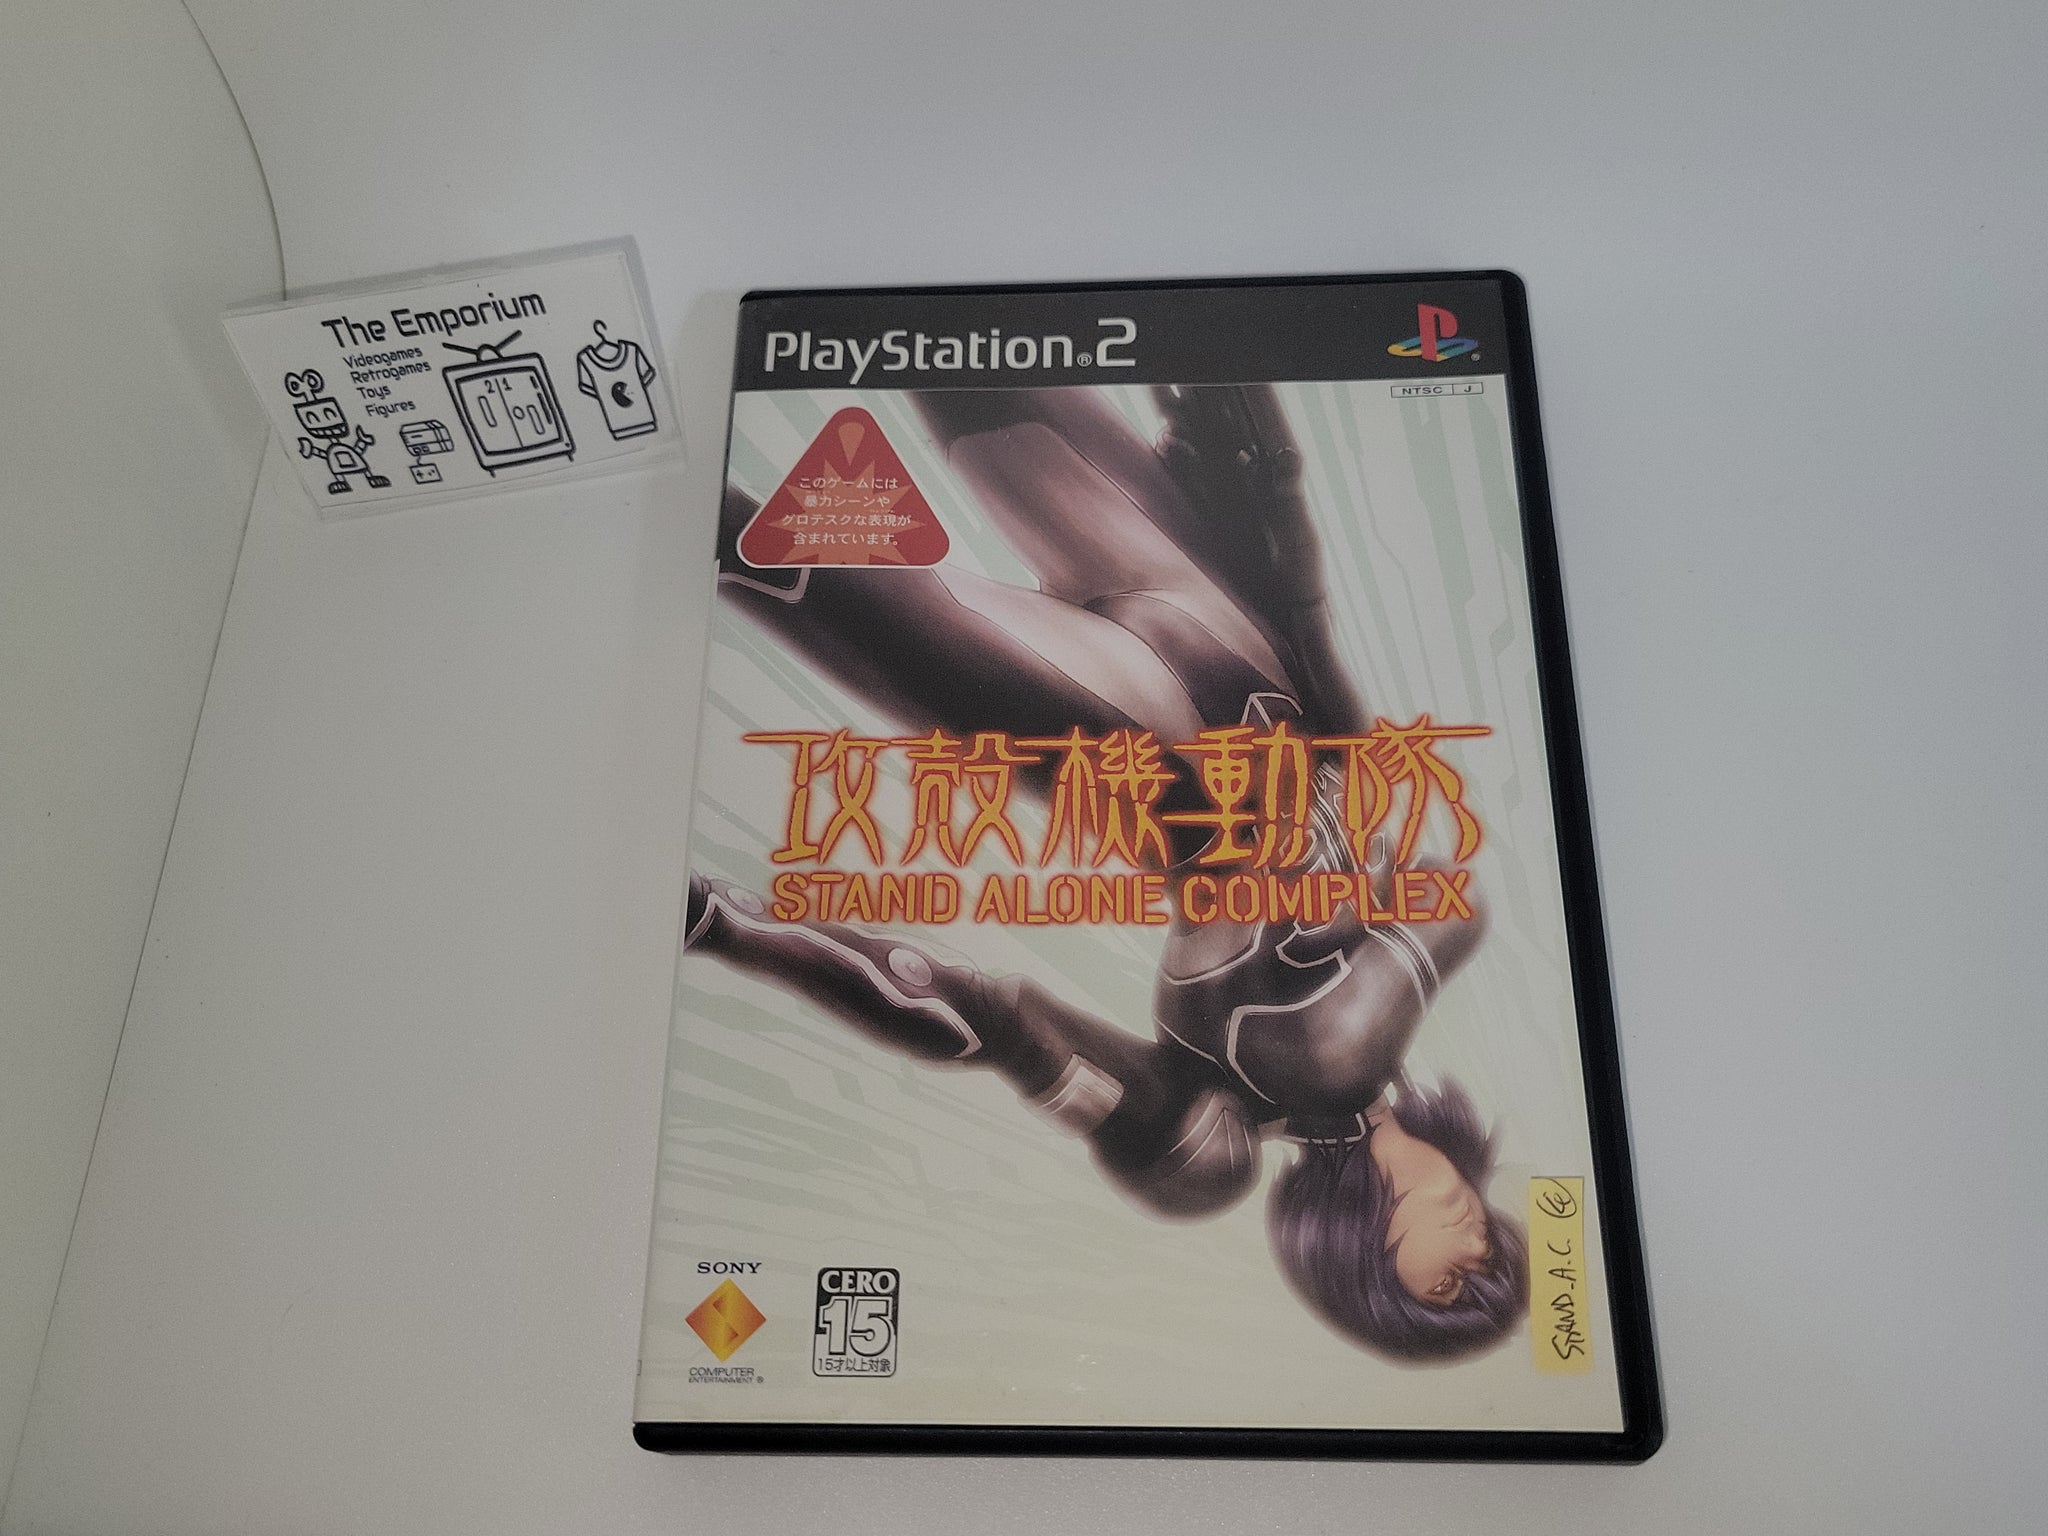 The Emporium
Videogames
Retrogames
Toys
Figures
2 1
PlayStation®2
NTSC J
このゲームには
暴力シーンや
グロテスクな表現が
含まれています。
攻殻機動隊
STAND ALONE COMPLEX
SONY
COMPUTER
ENTERTAINMENT®
CERO
15
15才以上対象
STAND-A.C.